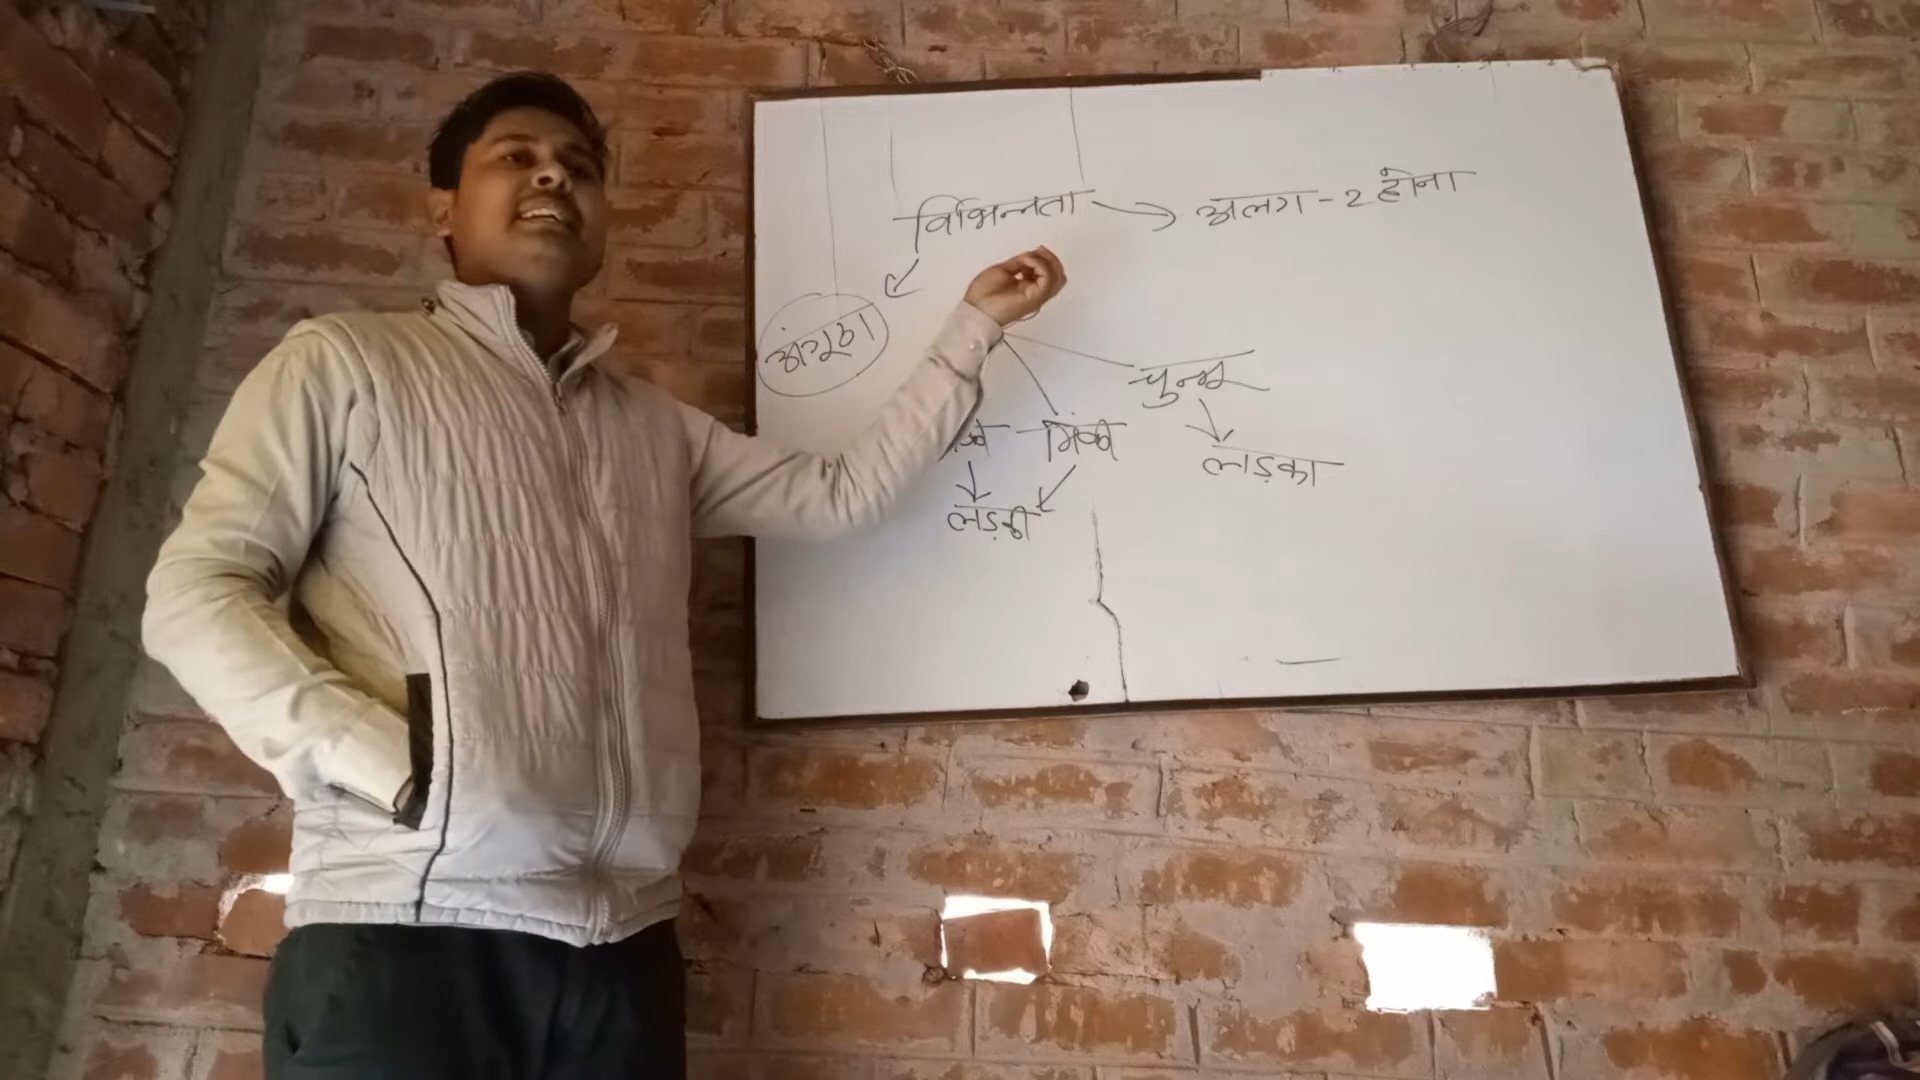 विभिन्नता → अलग - 2 होना
अंगूठा
चुन्नू
मिंकी
लड़का
लड़की